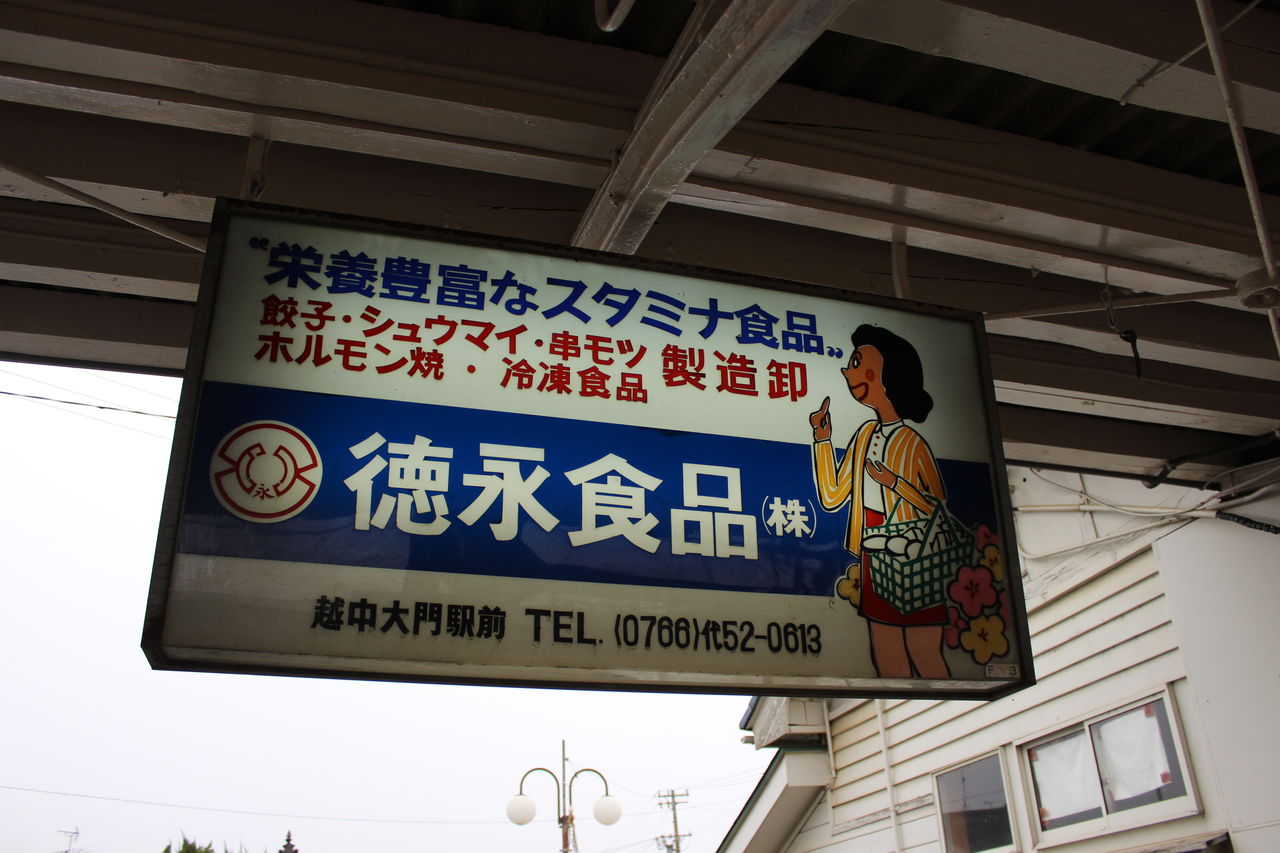 “栄養豊富なスタミナ食品„
餃子・シュウマイ・串モツ
ホルモン焼・冷凍食品
製造卸
永
徳永食品㈱
越中大門駅前 TEL.(0766)代52-0613